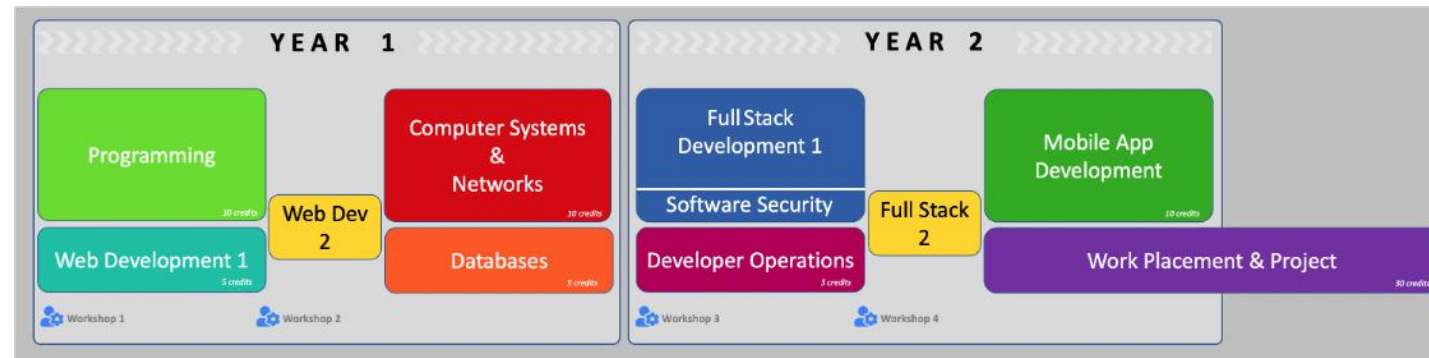 YEAR 1
Programming
10 credits
Web Development 1
5 credits
Web Dev
2
Computer Systems
&
Networks
10 credits
Databases
5 credits
Workshop 1
Workshop 2
YEAR 2
Full Stack
Development 1
Software Security
Developer Operations
5 credits
Full Stack
2
Mobile App
Development
10 credits
Work Placement & Project
30 credits
Workshop 3
Workshop 4